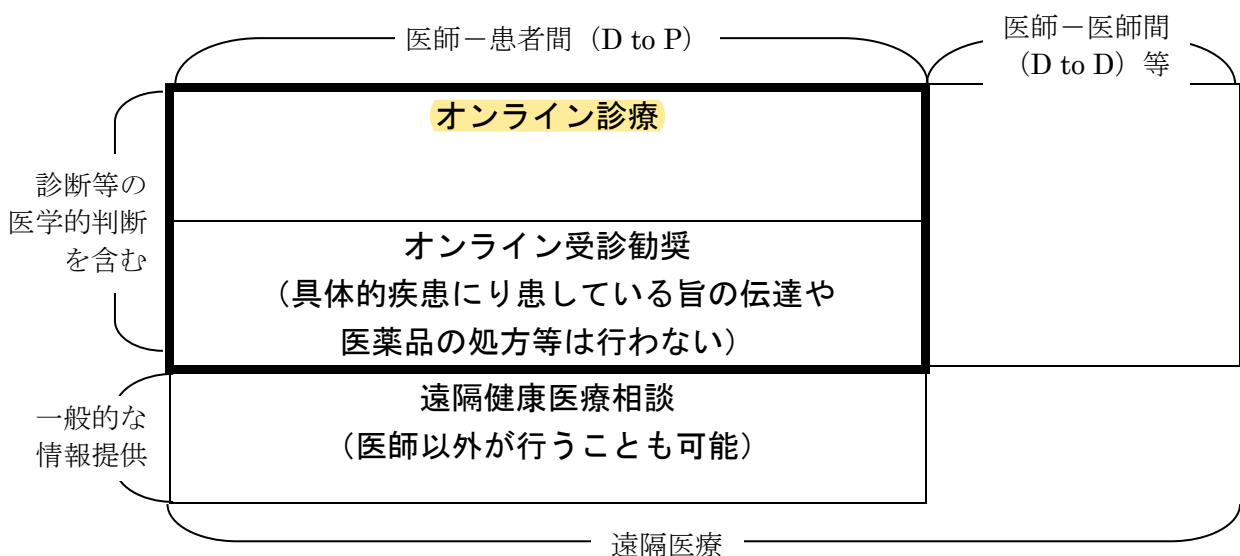 医師－患者間（D to P）
医師－医師間
（D to D）等
診断等の
医学的判断
を含む
オンライン診療
オンライン受診勧奨
（具体的疾患にり患している旨の伝達や
医薬品の処方等は行わない）
一般的な
情報提供
遠隔健康医療相談
（医師以外が行うことも可能）
遠隔医療